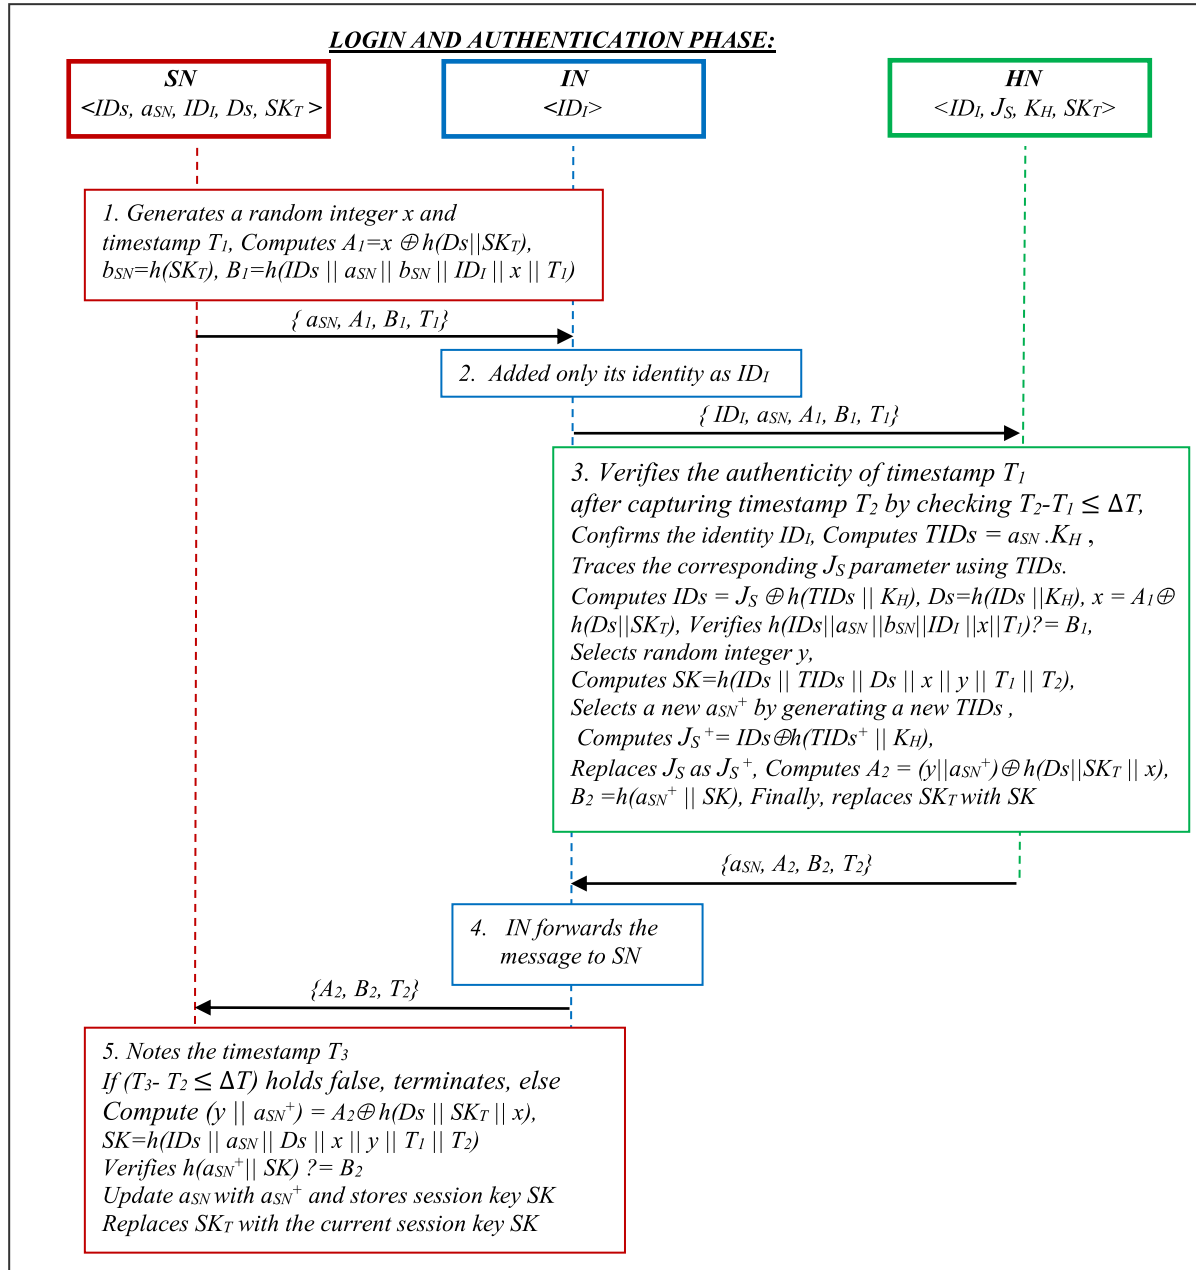 LOGIN AND AUTHENTICATION PHASE:
SN
<IDs, aSN, IDI, Ds, SKT >
IN
<IDI>
HN
<IDI, JS, KH, SKT>
1. Generates a random integer x and
timestamp T1, Computes A1=x ⊕ h(Ds||SKT),
bSN=h(SKT), B1=h(IDs || aSN || bSN || IDI || x || T1)
{ aSN, A1, B1, T1}
2. Added only its identity as IDI
{ IDI, aSN, A1, B1, T1}
3. Verifies the authenticity of timestamp T1
after capturing timestamp T2 by checking T2-T1 ≤ ΔT,
Confirms the identity IDI, Computes TIDs = aSN .KH ,
Traces the corresponding JS parameter using TIDs.
Computes IDs = JS ⊕ h(TIDs || KH), Ds=h(IDs ||KH), x = A1⊕
h(Ds||SKT), Verifies h(IDs||aSN||bSN||IDI ||x||T1)?= B1,
Selects random integer y,
Computes SK=h(IDs || TIDs || Ds || x || y || T1 || T2),
Selects a new aSN+ by generating a new TIDs ,
Computes JS+= IDs⊕h(TIDs+ || KH),
Replaces JS as JS+, Computes A2 = (y||aSN+)⊕ h(Ds||SKT || x),
B2 =h(aSN+ || SK), Finally, replaces SKT with SK
{aSN, A2, B2, T2}
4. IN forwards the
message to SN
{A2, B2, T2}
5. Notes the timestamp T3
If (T3- T2 ≤ ΔT) holds false, terminates, else
Compute (y || aSN+) = A2⊕ h(Ds || SKT || x),
SK=h(IDs || aSN || Ds || x || y || T1 || T2)
Verifies h(aSN+|| SK) ?= B2
Update aSN with aSN+ and stores session key SK
Replaces SKT with the current session key SK